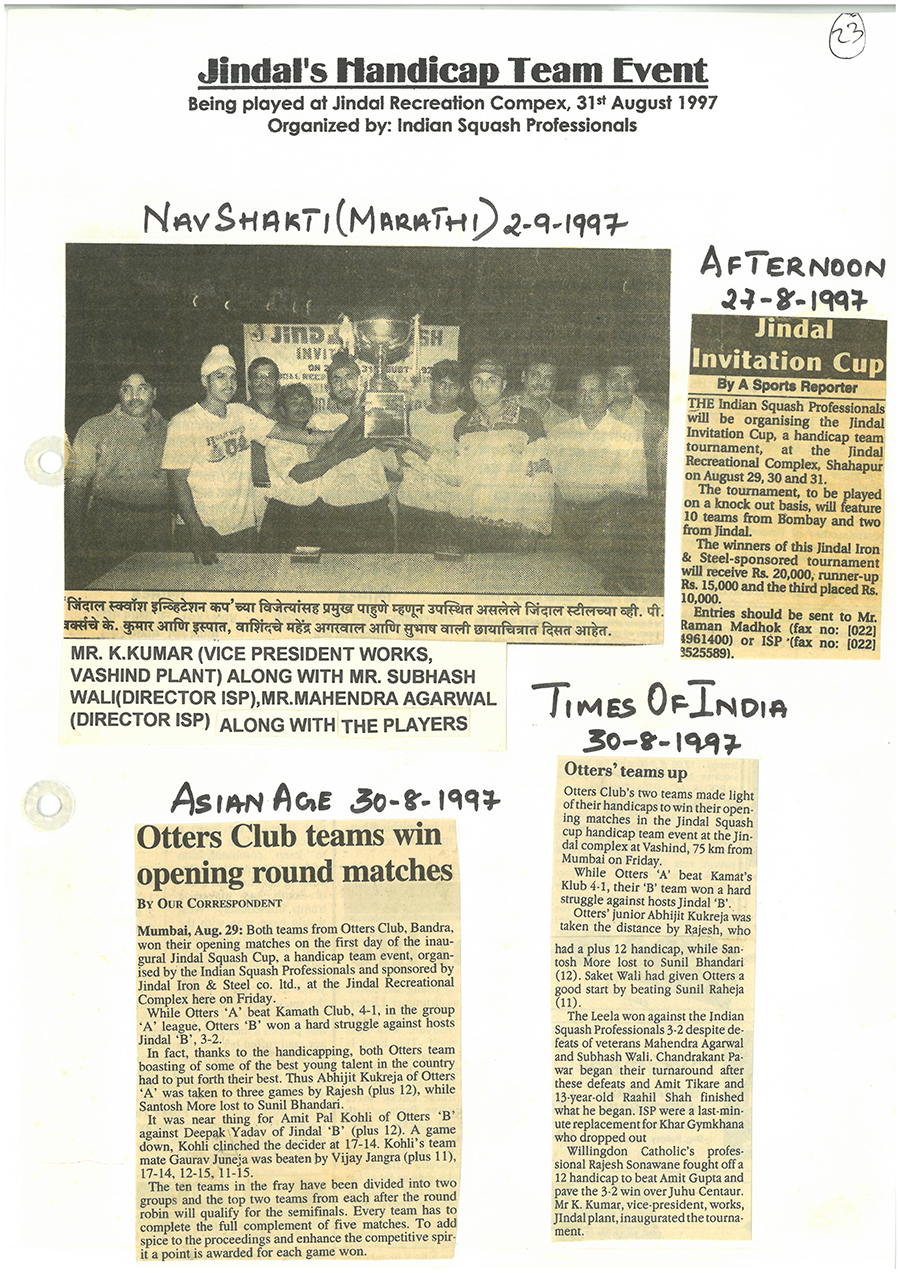 23
Jindal's Handicap Team Event
Being played at Jindal Recreation Compex, 31st August 1997
Organized by: Indian Squash Professionals
NAVSHAKTI (MARATHI) 2-9-1997
AFTERNOON
27-8-1997
Jindal
Invitation Cup
By A Sports Reporter
THE Indian Squash Professionals
will be organising the Jindal
Invitation Cup, a handicap team
tournament, at the Jindal
Recreational Complex, Shahapur
on August 29, 30 and 31.
The tournament, to be played
on a knock out basis, will feature
10 teams from Bombay and two
from Jindal.
The winners of this Jindal Iron
& Steel-sponsored tournament
will receive Rs. 20,000, runner-up
Rs. 15,000 and the third placed Rs.
10,000.
Entries should be sent to Mr.
Raman Madhok (fax no: [022]
4961400) or ISP (fax no: [022]
3525589).
SH
INVIT
ON 2
'जिंदाल स्क्वॉश इन्व्हिटेशन कप'च्या विजेत्यांसह प्रमुख पाहुणे म्हणून उपस्थित असलेले जिंदाल स्टीलच्या व्ही. पी.
वर्क्सचे के. कुमार आणि इस्पात, वाशिंदचे महेंद्र अगरवाल आणि सुभाष वाली छायाचित्रात दिसत आहेत.
MR. K.KUMAR (VICE PRESIDENT WORKS,
VASHIND PLANT) ALONG WITH MR. SUBHASH
WALI(DIRECTOR ISP),MR.MAHENDRA AGARWAL
(DIRECTOR ISP) ALONG WITH THE PLAYERS
TIMES OF INDIA
30-8-1997
Otters' teams up
Otters Club's two teams made light
of their handicaps to win their open-
ing matches in the Jindal Squash
cup handicap team event at the Jin-
dal complex at Vashind, 75 km from
Mumbai on Friday.
While Otters 'A' beat Kamat's
Klub 4-1, their 'B' team won a hard
struggle against hosts Jindal 'B'.
Otters' junior Abhijit Kukreja was
taken the distance by Rajesh, who
had a plus 12 handicap, while San-
tosh More lost to Sunil Bhandari
(12). Saket Wali had given Otters a
good start by beating Sunil Raheja
(11).
The Leela won against the Indian
Squash Professionals 3-2 despite de-
feats of veterans Mahendra Agarwal
and Subhash Wali. Chandrakant Pa-
war began their turnaround after
these defeats and Amit Tikare and
13-year-old Raahil Shah finished
what he began. ISP were a last-min-
ute replacement for Khar Gymkhana
who dropped out
Willingdon Catholic's profes-
sional Rajesh Sonawane fought off a
12 handicap to beat Amit Gupta and
pave the 3-2 win over Juhu Centaur.
Mr K. Kumar, vice-president, works,
JIndal plant, inaugurated the tourna-
ment.
ASIAN AGE 30-8-1997
Otters Club teams win
opening round matches
BY OUR CORRESPONDENT
Mumbai, Aug. 29: Both teams from Otters Club, Bandra,
won their opening matches on the first day of the inau-
gural Jindal Squash Cup, a handicap team event, organ-
ised by the Indian Squash Professionals and sponsored by
Jindal Iron & Steel co. ltd., at the Jindal Recreational
Complex here on Friday.
While Otters 'A' beat Kamath Club, 4-1, in the group
'A' league, Otters 'B' won a hard struggle against hosts
Jindal 'B', 3-2.
In fact, thanks to the handicapping, both Otters team
boasting of some of the best young talent in the country
had to put forth their best. Thus Abhijit Kukreja of Otters
'A' was taken to three games by Rajesh (plus 12), while
Santosh More lost to Sunil Bhandari.
It was near thing for Amit Pal Kohli of Otters 'B'
against Deepak Yadav of Jindal 'B' (plus 12). A game
down, Kohli clinched the decider at 17-14. Kohli's team
mate Gaurav Juneja was beaten by Vijay Jangra (plus 11),
17-14, 12-15, 11-15.
The ten teams in the fray have been divided into two
groups and the top two teams from each after the round
robin will qualify for the semifinals. Every team has to
complete the full complement of five matches. To add
spice to the proceedings and enhance the competitive spir-
it a point is awarded for each game won.